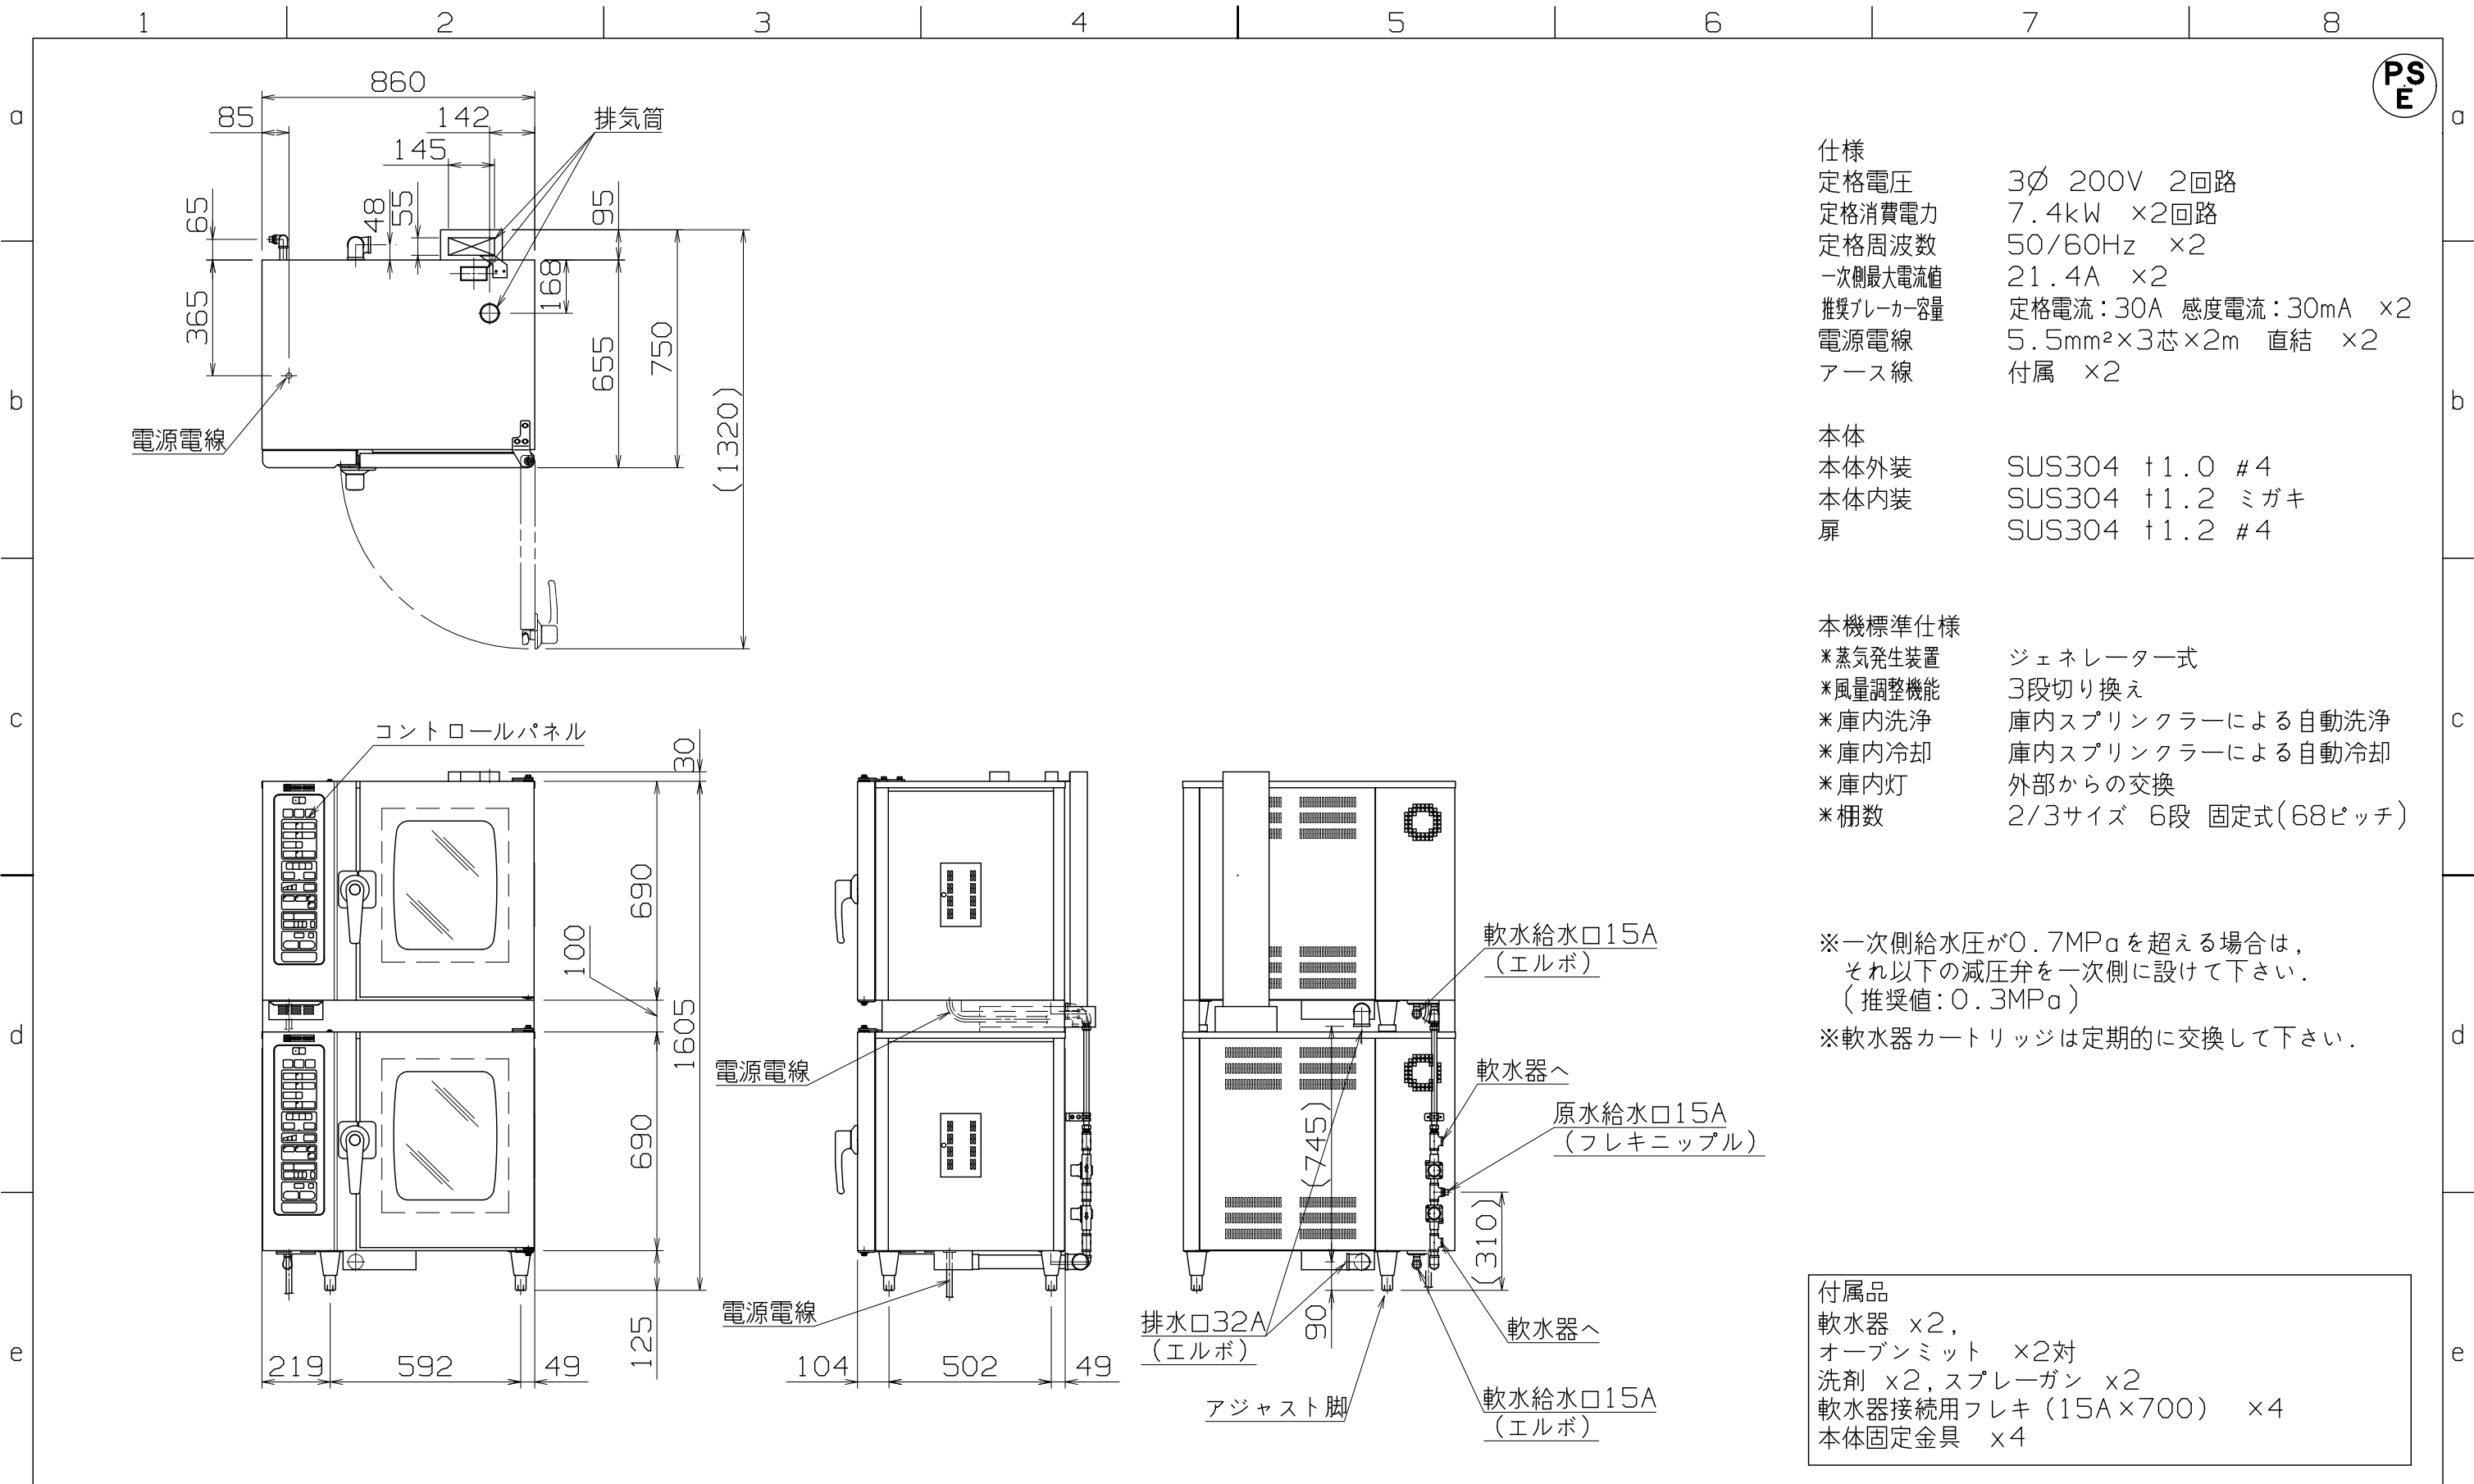 1 2 3 4 5 6 7 8
a
b
c
d
e
a
b
c
d
e
PS
E
860
85
142
排気筒
145
65
48
55
95
365
168
655
750
(1320)
電源電線
コントロールパネル
30
690
100
1605
690
125
219
592
49
電源電線
電源電線
104
502
49
軟水給水口15A
(エルボ)
軟水器へ
原水給水口15A
(フレキニップル)
(745)
(310)
90
排水口32A
(エルボ)
軟水器へ
アジャスト脚
軟水給水口15A
(エルボ)
仕様
定格電圧 3Ø 200V 2回路
定格消費電力 7.4kW ×2回路
定格周波数 50/60Hz ×2
一次側最大電流値 21.4A ×2
推奨ブレーカー容量 定格電流:30A 感度電流:30mA ×2
電源電線 5.5mm²×3芯×2m 直結 ×2
アース線 付属 ×2
本体
本体外装 SUS304 t1.0 #4
本体内装 SUS304 t1.2 ミガキ
扉 SUS304 t1.2 #4
本機標準仕様
*蒸気発生装置 ジェネレーター式
*風量調整機能 3段切り換え
*庫内洗浄 庫内スプリンクラーによる自動洗浄
*庫内冷却 庫内スプリンクラーによる自動冷却
*庫内灯 外部からの交換
*棚数 2/3サイズ 6段 固定式(68ピッチ)
※一次側給水圧が0.7MPaを超える場合は,
それ以下の減圧弁を一次側に設けて下さい.
(推奨値:0.3MPa)
※軟水器カートリッジは定期的に交換して下さい.
付属品
軟水器 x2,
オーブンミット ×2対
洗剤 x2,スプレーガン x2
軟水器接続用フレキ(15A×700) ×4
本体固定金具 x4